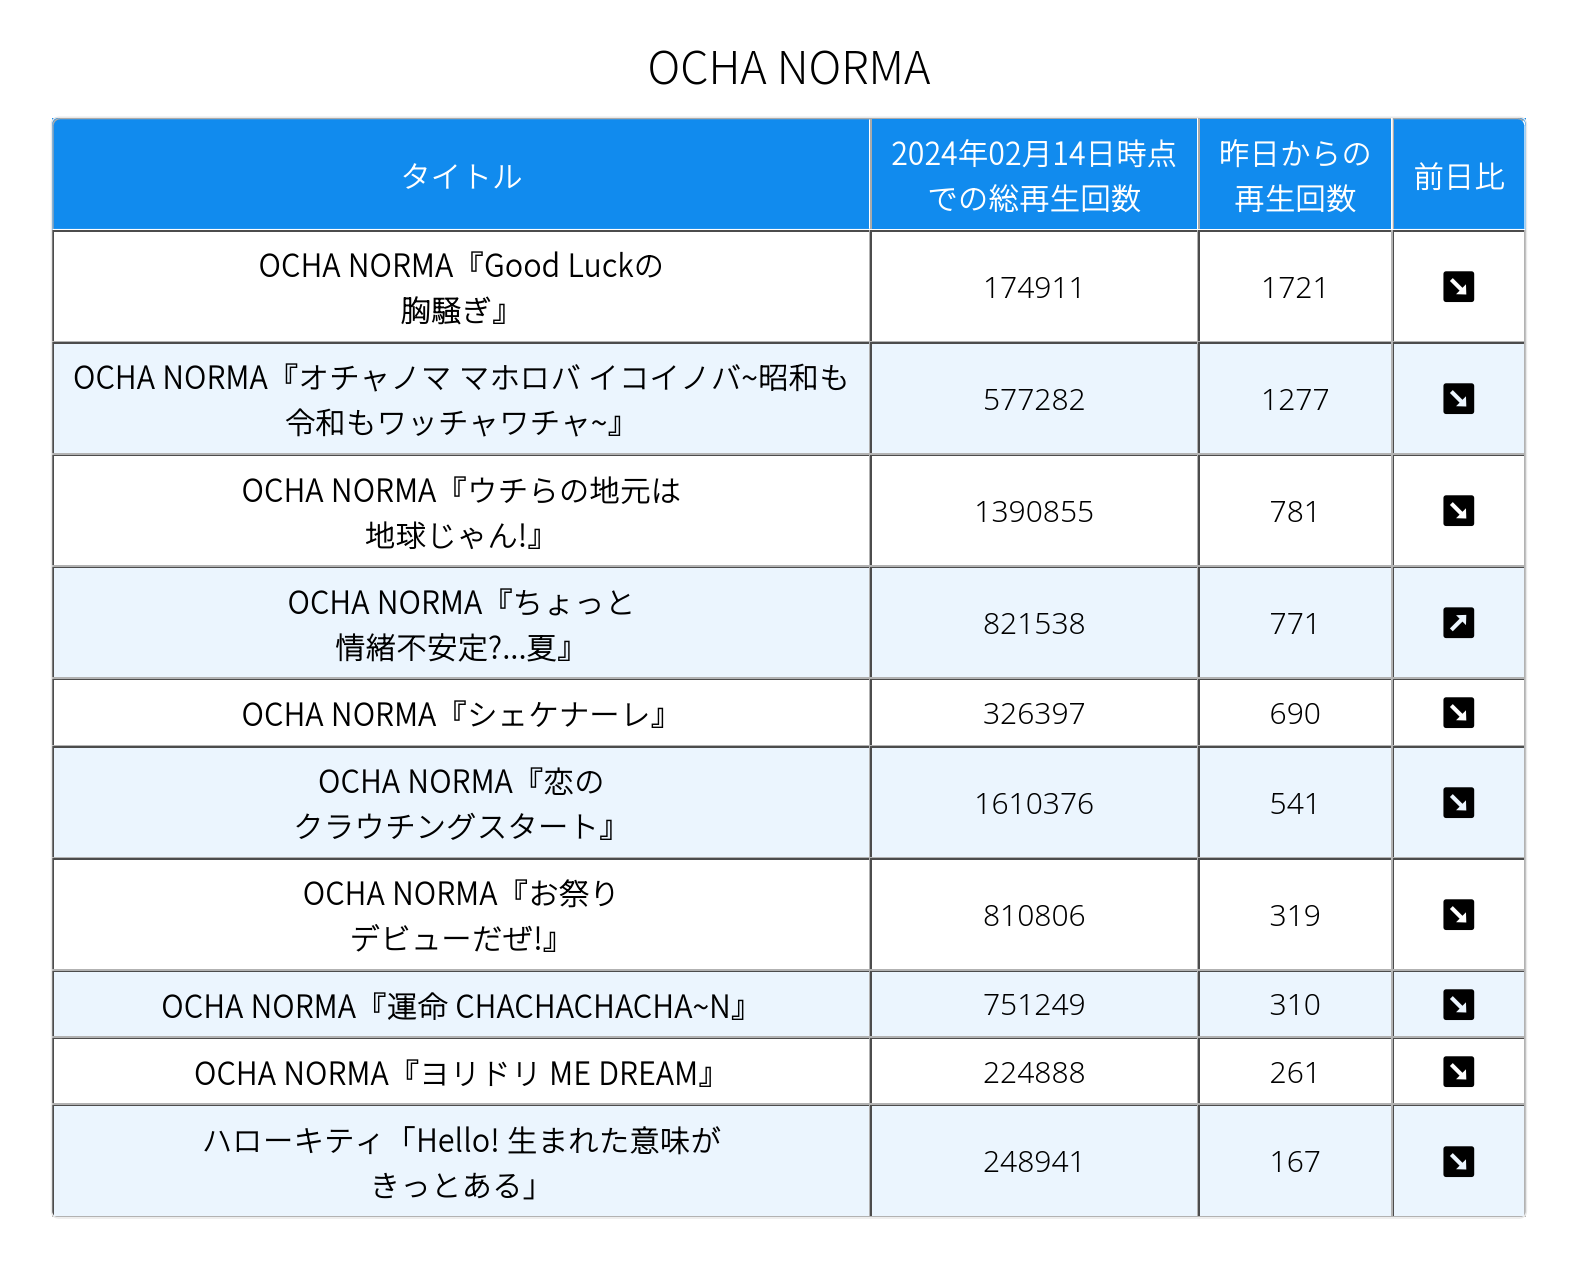 OCHA NORMA
タイトル
2024年02月14日時点
での総再生回数
昨日からの
再生回数
前日比
OCHA NORMA『Good Luckの
胸騒ぎ』
174911
1721
OCHA NORMA『オチャノマ マホロバ イコイノバ~昭和も
令和もワッチャワチャ~』
577282
1277
OCHA NORMA『ウチらの地元は
地球じゃん!』
1390855
781
OCHA NORMA『ちょっと
情緒不安定?...夏』
821538
771
OCHA NORMA『シェケナーレ』
326397
690
OCHA NORMA『恋の
クラウチングスタート』
1610376
541
OCHA NORMA『お祭り
デビューだぜ!』
810806
319
OCHA NORMA『運命 CHACHACHACHA~N』
751249
310
OCHA NORMA『ヨリドリ ME DREAM』
224888
261
ハローキティ「Hello! 生まれた意味が
きっとある」
248941
167